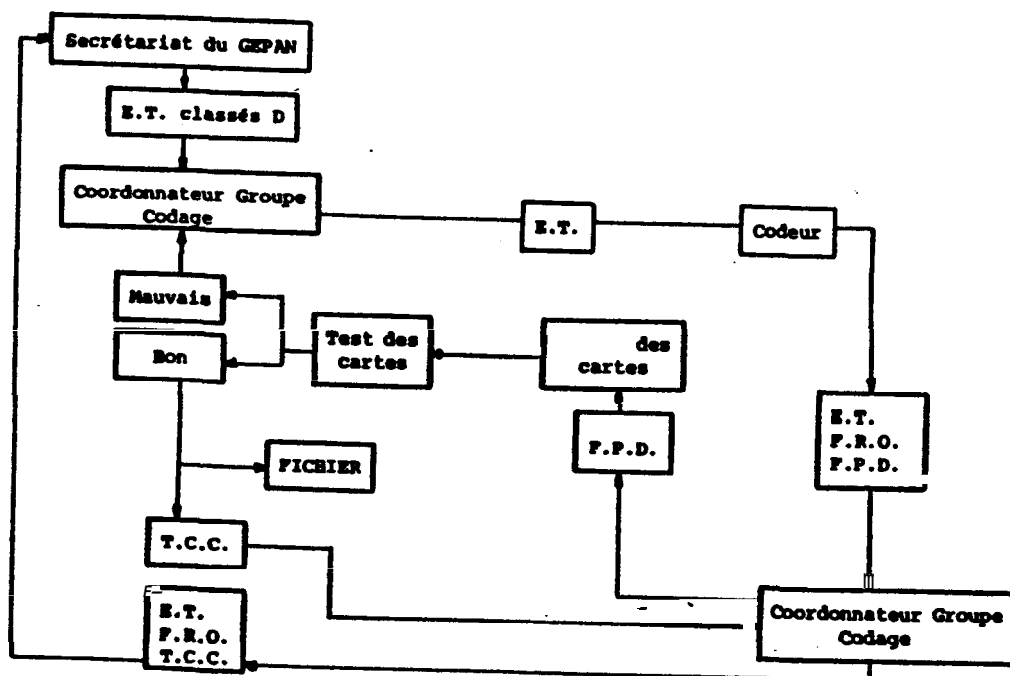 Secrétariat du GEPAN
E.T. classés D
Coordonnateur Groupe
Codage
E.T.
Codeur
Mauvais
Bon
Test des
cartes
des
cartes
E.T.
F.R.O.
F.P.D.
F.P.D.
FICHIER
T.C.C.
E.T.
F.R.O.
T.C.C.
Coordonnateur Groupe
Codage